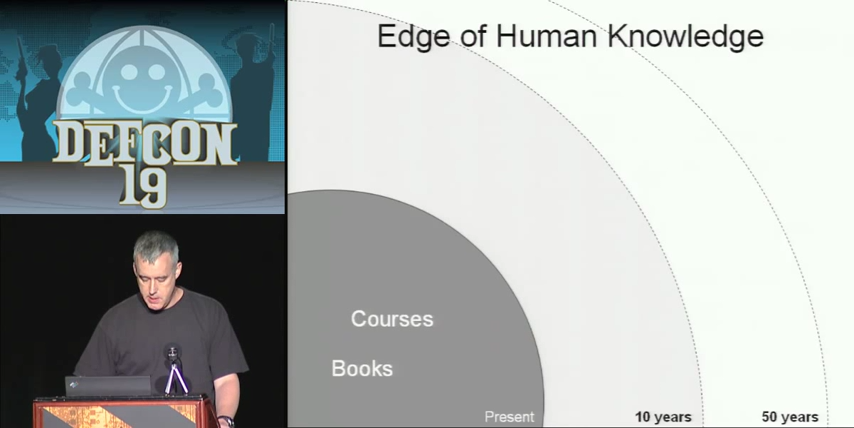 DEFCON
19
Edge of Human Knowledge
Courses
Books
Present
10 years
50 years